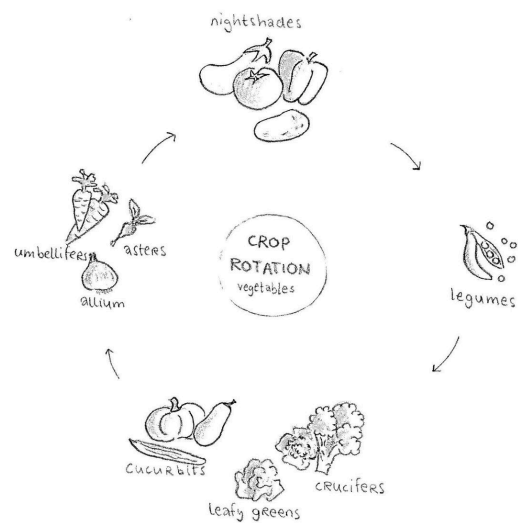 nightshades
umbellifers
asters
allium
CROP
ROTATION
vegetables
legumes
cucurbits
leafy greens
crucifers